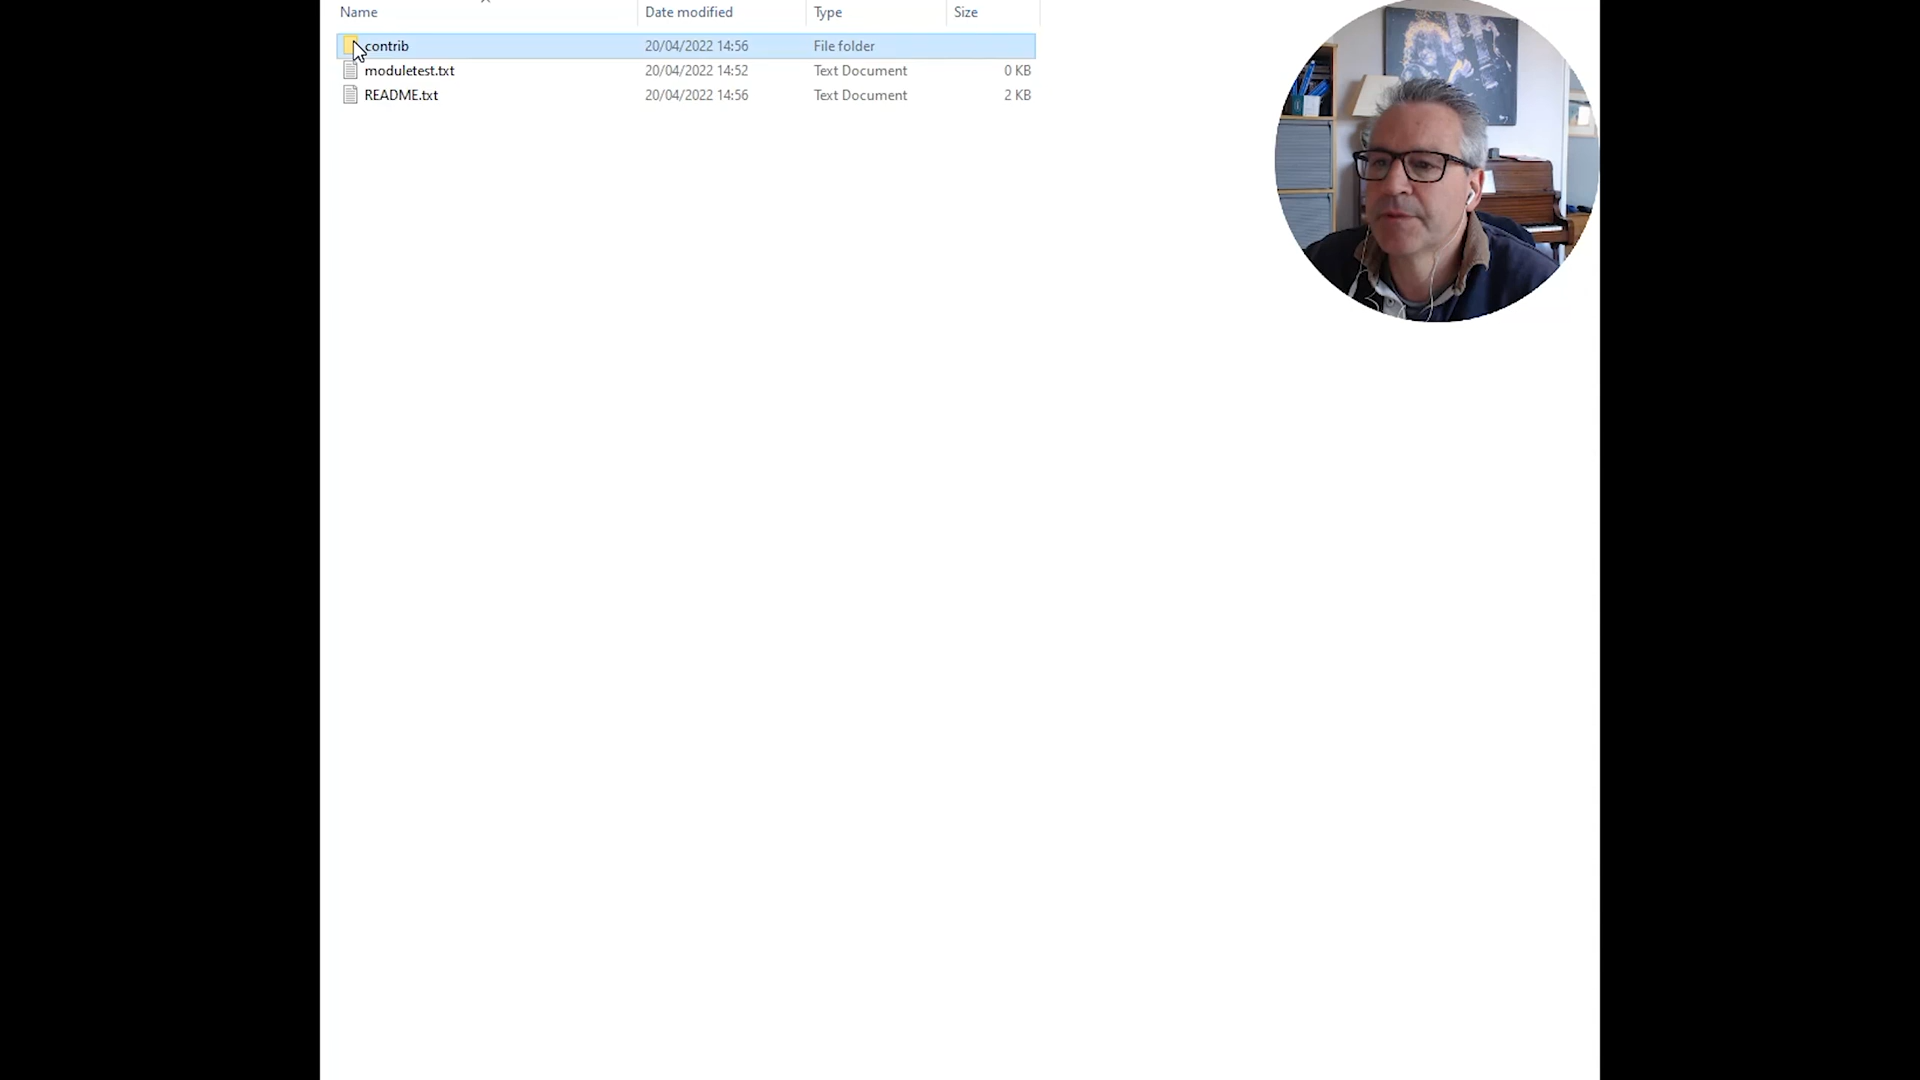 Name Date modified Type Size
contrib 20/04/2022 14:56 File folder
moduletest.txt 20/04/2022 14:52 Text Document 0 KB
README.txt 20/04/2022 14:56 Text Document 2 KB